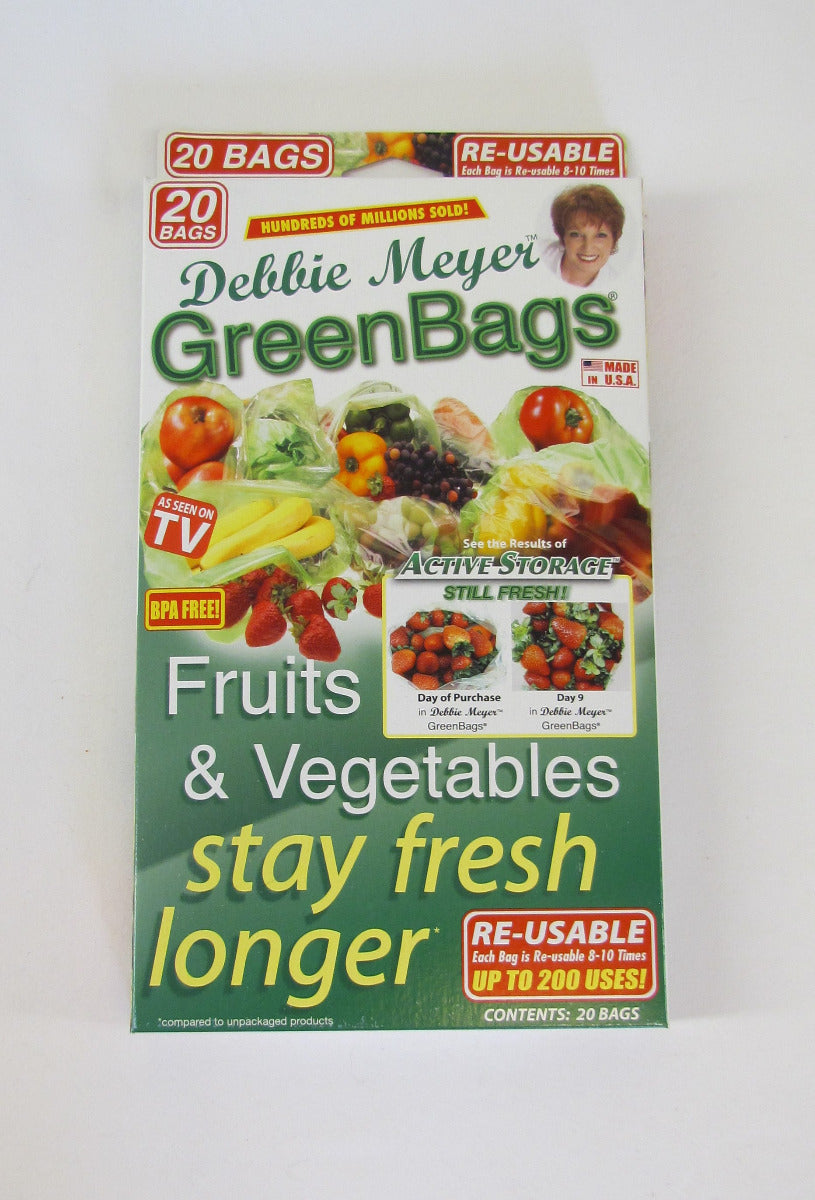 20 BAGS
RE-USABLE
Each Bag is Re-usable 8-10 Times
20
BAGS
HUNDREDS OF MILLIONS SOLD!
Debbie Meyer™
GreenBags®
MADE
IN U.S.A.
AS SEEN ON
TV
See the Results of
ACTIVE STORAGE™
STILL FRESH!
BPA FREE!
Day of Purchase
in Debbie Meyer™
GreenBags®
Day 9
in Debbie Meyer™
GreenBags®
Fruits
& Vegetables
stay fresh
longer*
RE-USABLE
Each Bag is Re-usable 8-10 Times
UP TO 200 USES!
*compared to unpackaged products
CONTENTS: 20 BAGS